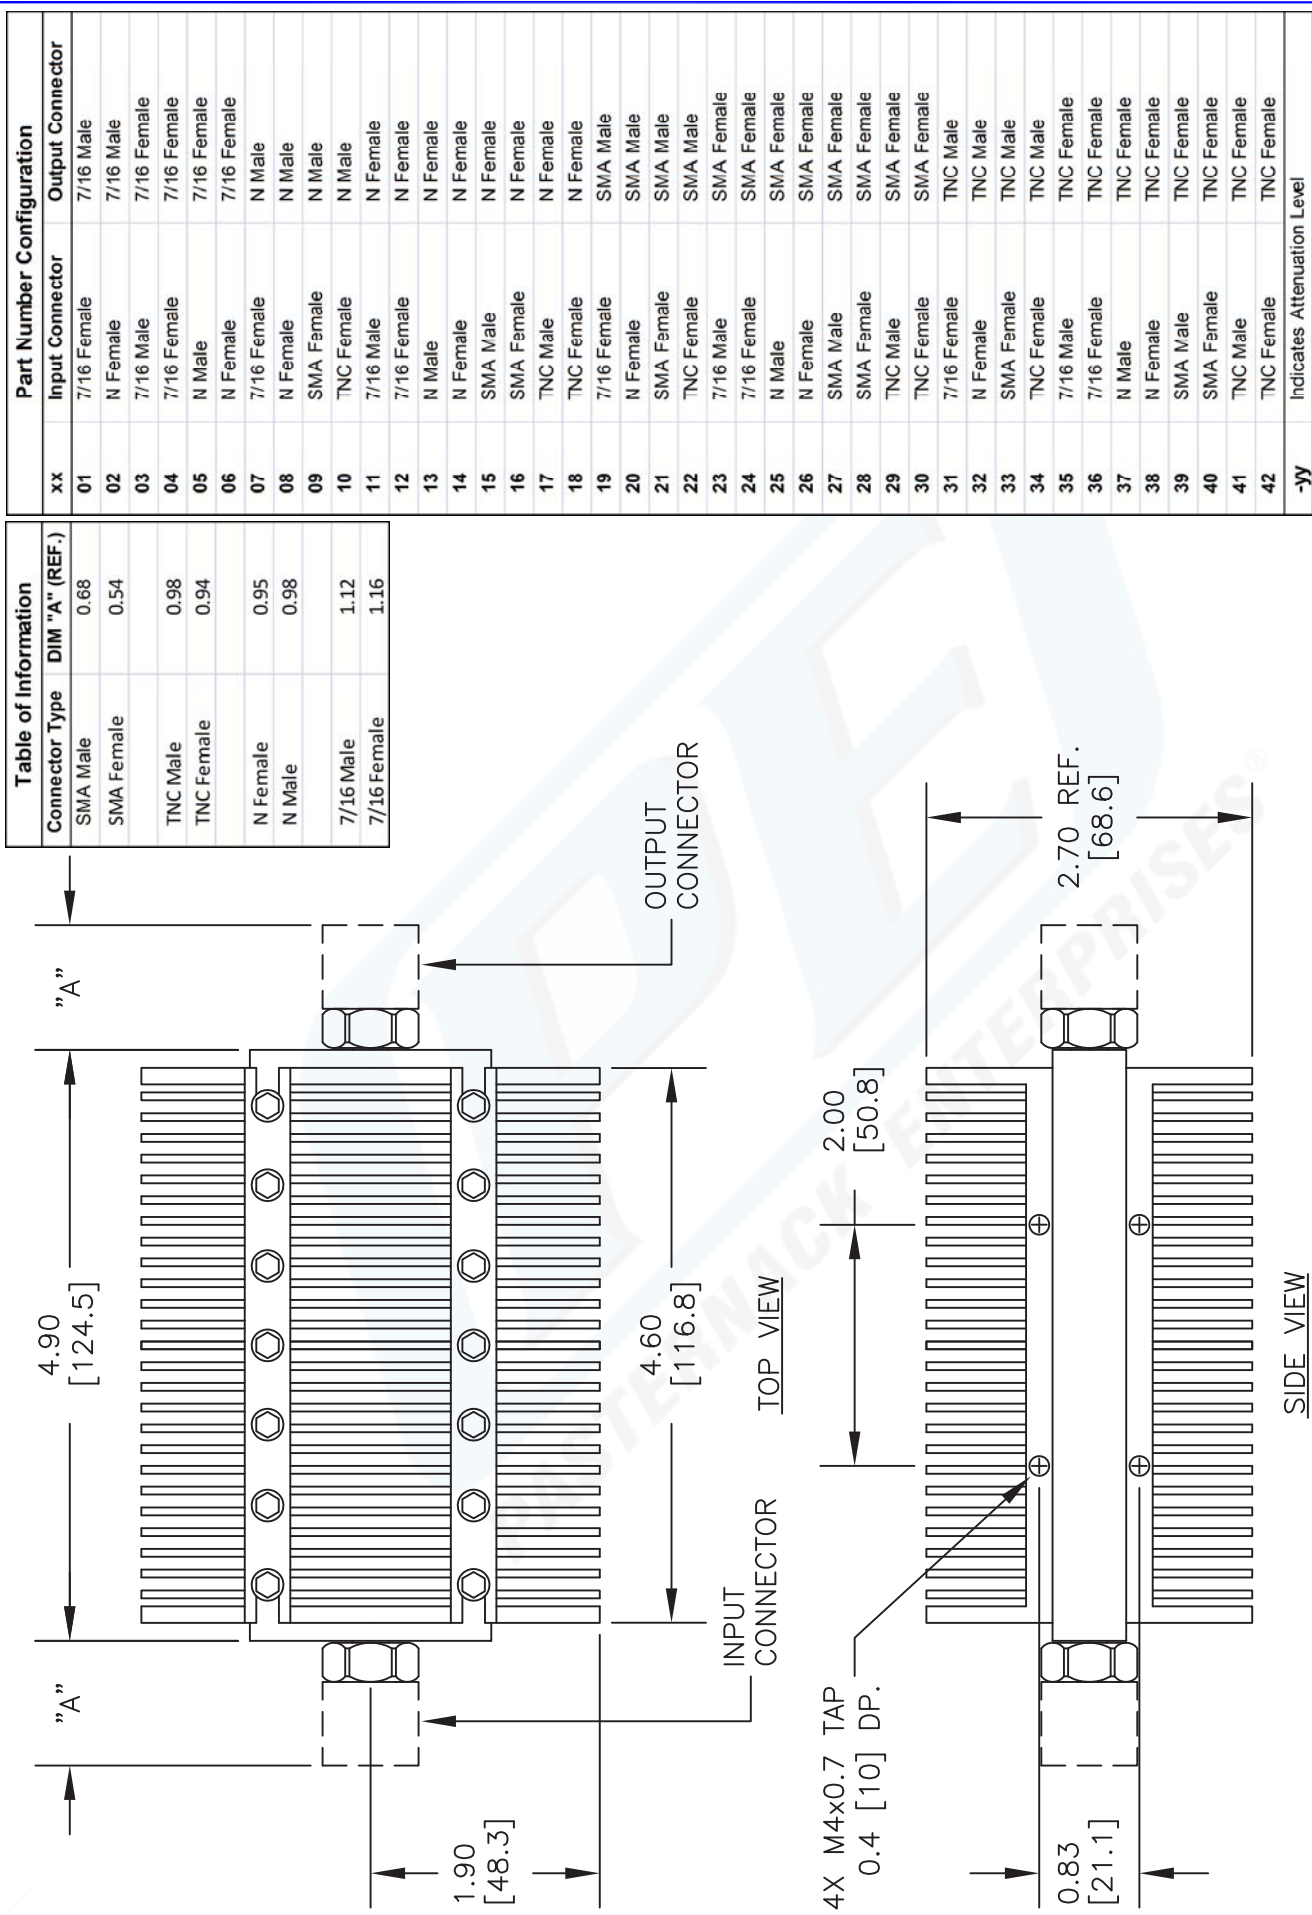 Table of Information
Connector Type DIM "A" (REF.)
SMA Male 0.68
SMA Female 0.54
TNC Male 0.98
TNC Female 0.94
N Female 0.95
N Male 0.98
7/16 Male 1.12
7/16 Female 1.16
Part Number Configuration
xx Input Connector Output Connector
01 7/16 Female 7/16 Male
02 N Female 7/16 Male
03 7/16 Male 7/16 Female
04 7/16 Female 7/16 Female
05 N Male 7/16 Female
06 N Female 7/16 Female
07 7/16 Female N Male
08 N Male N Male
09 SMA Female N Male
10 TNC Female N Male
11 7/16 Male N Female
12 7/16 Female N Female
13 N Male N Female
14 N Female N Female
15 SMA Male N Female
16 SMA Female N Female
17 TNC Male N Female
18 TNC Female N Female
19 7/16 Female SMA Male
20 N Female SMA Male
21 SMA Female SMA Male
22 TNC Female SMA Male
23 7/16 Male SMA Female
24 7/16 Female SMA Female
25 N Male SMA Female
26 N Female SMA Female
27 SMA Male SMA Female
28 SMA Female SMA Female
29 TNC Male SMA Female
30 TNC Female SMA Female
31 7/16 Female TNC Male
32 N Female TNC Male
33 SMA Female TNC Male
34 TNC Female TNC Male
35 7/16 Male TNC Female
36 7/16 Female TNC Female
37 N Male TNC Female
38 N Female TNC Female
39 SMA Male TNC Female
40 SMA Female TNC Female
41 TNC Male TNC Female
42 TNC Female TNC Female
-yy Indicates Attenuation Level
"A"
4.90
[124.5]
"A"
1.90
[48.3]
INPUT
CONNECTOR
4.60
[116.8]
OUTPUT
CONNECTOR
TOP VIEW
4X M4x0.7 TAP
0.4 [10] DP.
2.00
[50.8]
0.83
[21.1]
2.70 REF.
[68.6]
SIDE VIEW
PEI
PASTERNACK ENTERPRISES®